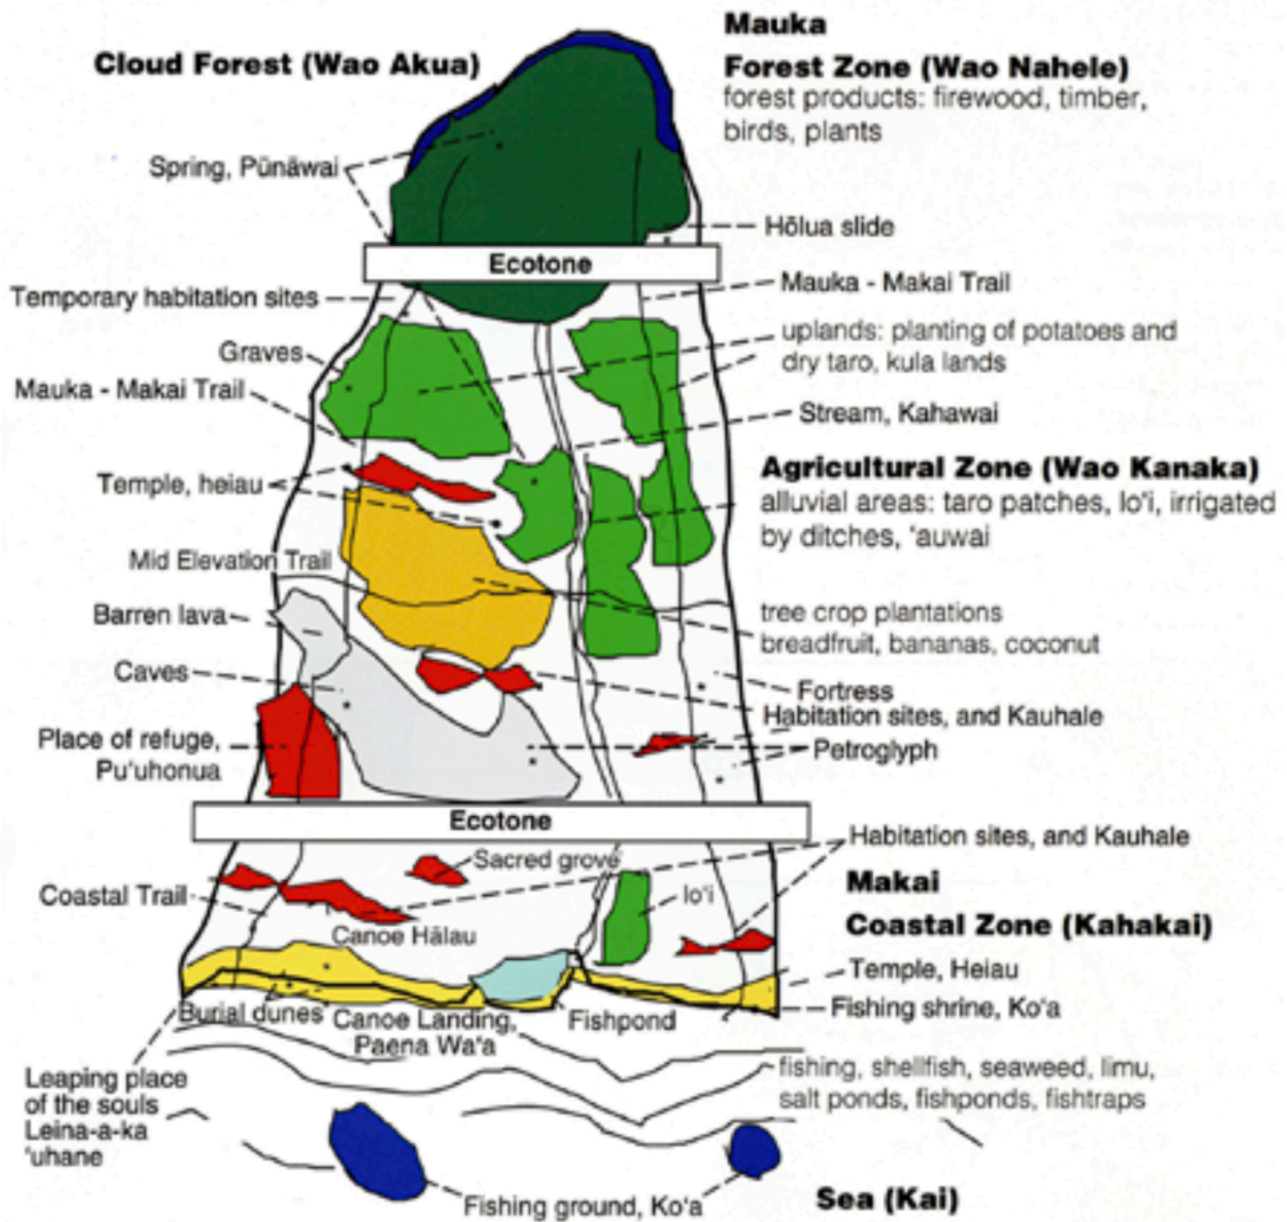 Mauka
Cloud Forest (Wao Akua)
Forest Zone (Wao Nahele)
forest products: firewood, timber,
birds, plants
Spring, Pūnāwai
Hōlua slide
Ecotone
Temporary habitation sites
Mauka - Makai Trail
uplands: planting of potatoes and
dry taro, kula lands
Graves
Mauka - Makai Trail
Stream, Kahawai
Agricultural Zone (Wao Kanaka)
alluvial areas: taro patches, lo'i, irrigated
by ditches, 'auwai
Temple, heiau
Mid Elevation Trail
tree crop plantations
breadfruit, bananas, coconut
Barren lava
Caves
Fortress
Habitation sites, and Kauhale
Petroglyph
Place of refuge,
Pu'uhonua
Ecotone
Habitation sites, and Kauhale
Sacred grove
Makai
Coastal Trail
lo'i
Coastal Zone (Kahakai)
Canoe Hālau
Temple, Heiau
Fishing shrine, Ko'a
Burial dunes
Canoe Landing,
Paena Wa'a
Fishpond
fishing, shellfish, seaweed, limu,
salt ponds, fishponds, fishtraps
Leaping place
of the souls
Leina-a-ka
'uhane
Fishing ground, Ko'a
Sea (Kai)